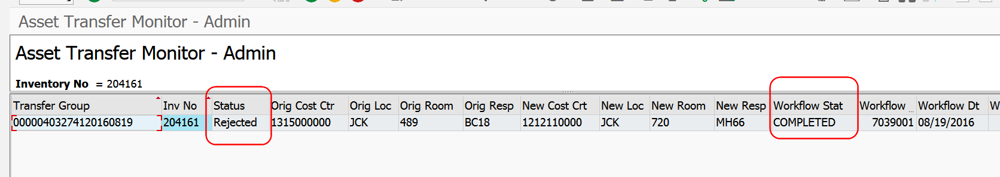 Asset Transfer Monitor - Admin
Asset Transfer Monitor - Admin
Inventory No = 204161
Transfer Group Inv No Status Orig Cost Ctr Orig Loc Orig Room Orig Resp New Cost Crt New Loc New Room New Resp Workflow Stat Workflow ... Workflow Dt W
00000403274120160819 204161 Rejected 1315000000 JCK 489 BC18 1212110000 JCK 720 MH66 COMPLETED 7039001 08/19/2016